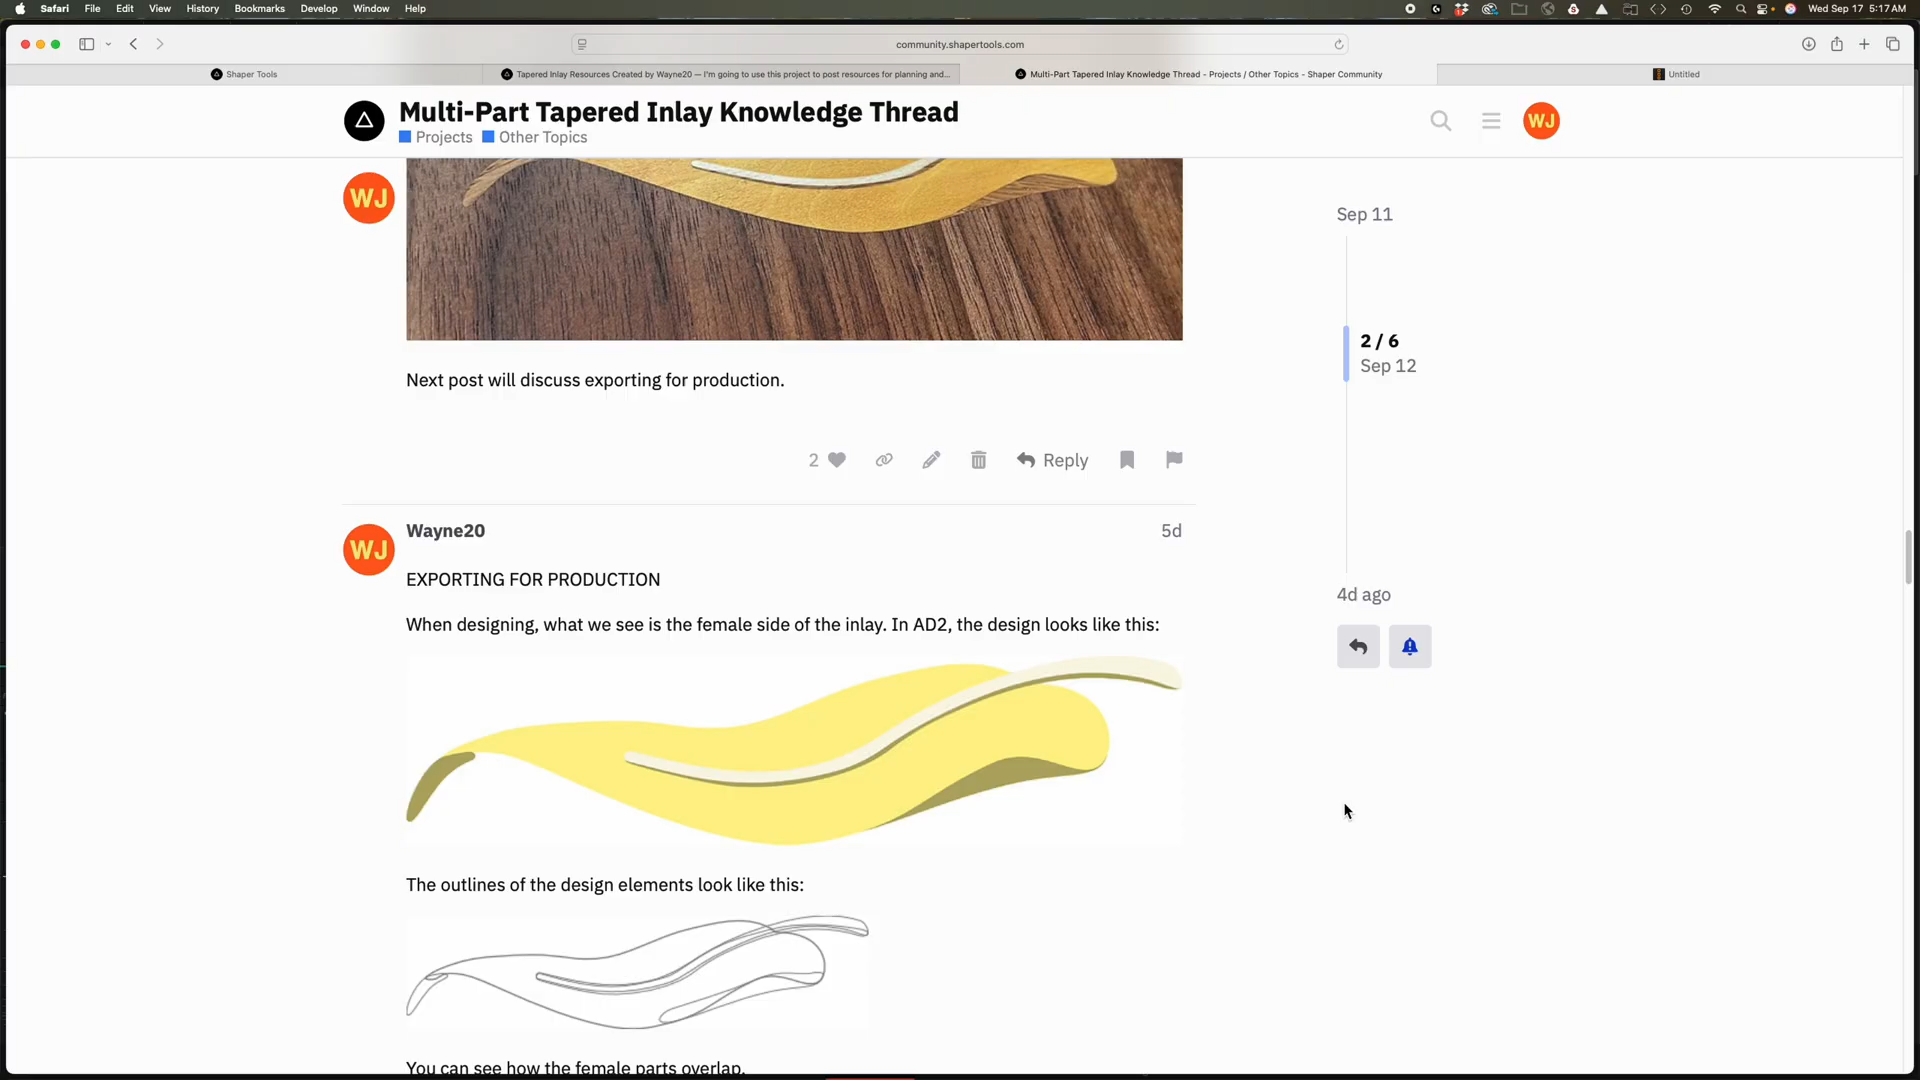 Safari File Edit View History Bookmarks Develop Window Help
Wed Sep 17 5:17AM
community.shapertools.com
Shaper Tools
Tapered Inlay Resources Created by Wayne20 — I'm going to use this project to post resources for planning and...
Multi-Part Tapered Inlay Knowledge Thread - Projects / Other Topics - Shaper Community
Untitled
Multi-Part Tapered Inlay Knowledge Thread
Projects Other Topics
WJ
WJ
Sep 11
2 / 6
Sep 12
Next post will discuss exporting for production.
2
Reply
Wayne20
5d
WJ
EXPORTING FOR PRODUCTION
4d ago
When designing, what we see is the female side of the inlay. In AD2, the design looks like this:
The outlines of the design elements look like this:
You can see how the female parts overlap.